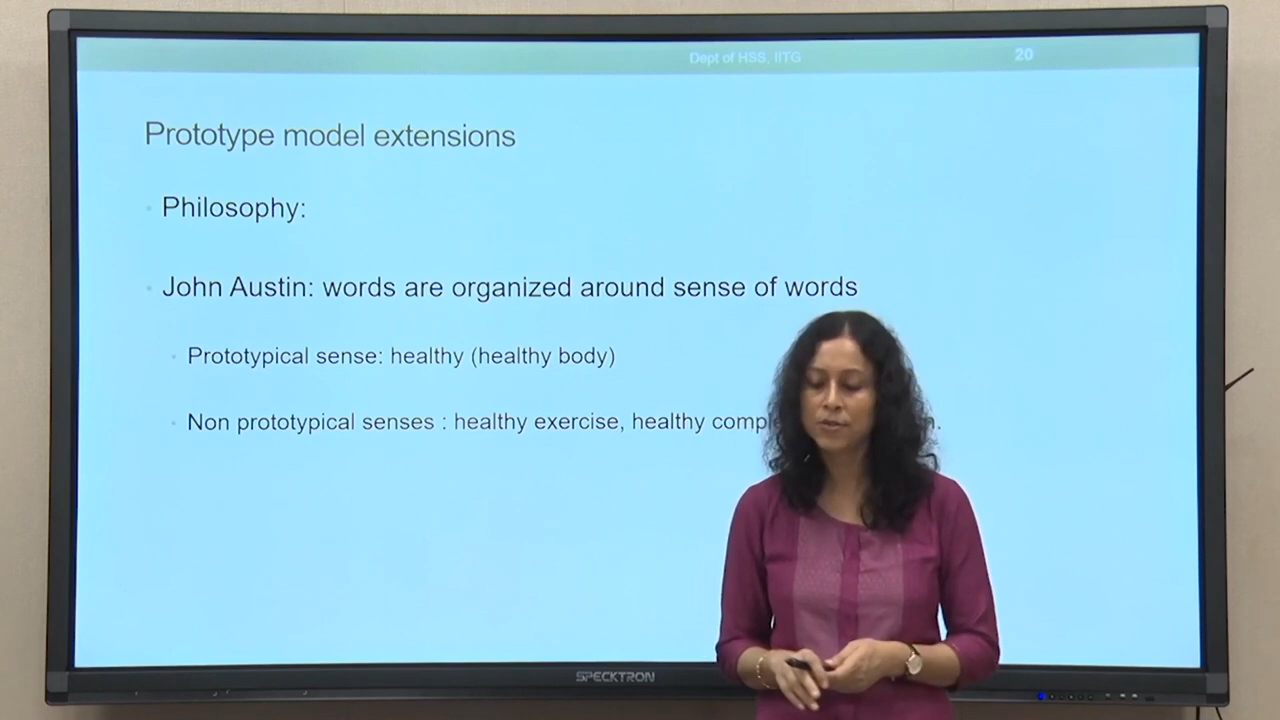 Dept of HSS, IITG
20
Prototype model extensions
Philosophy:
John Austin: words are organized around sense of words
Prototypical sense: healthy (healthy body)
Non prototypical senses : healthy exercise, healthy
SPECKTRON